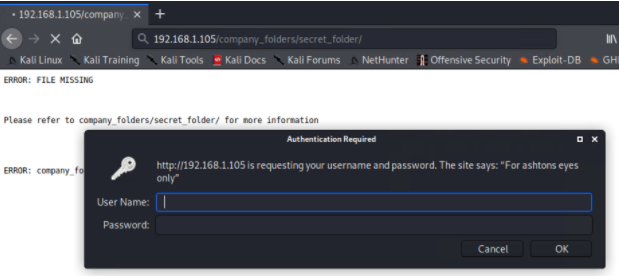 192.168.1.105/company_
192.168.1.105/company_folders/secret_folder/
Kali Linux Kali Training Kali Tools Kali Docs Kali Forums NetHunter Offensive Security Exploit-DB GH
ERROR: FILE MISSING
Please refer to company_folders/secret_folder/ for more information
Authentication Required
http://192.168.1.105 is requesting your username and password. The site says: "For ashtons eyes
only"
ERROR: company_fo
User Name:
Password:
Cancel OK